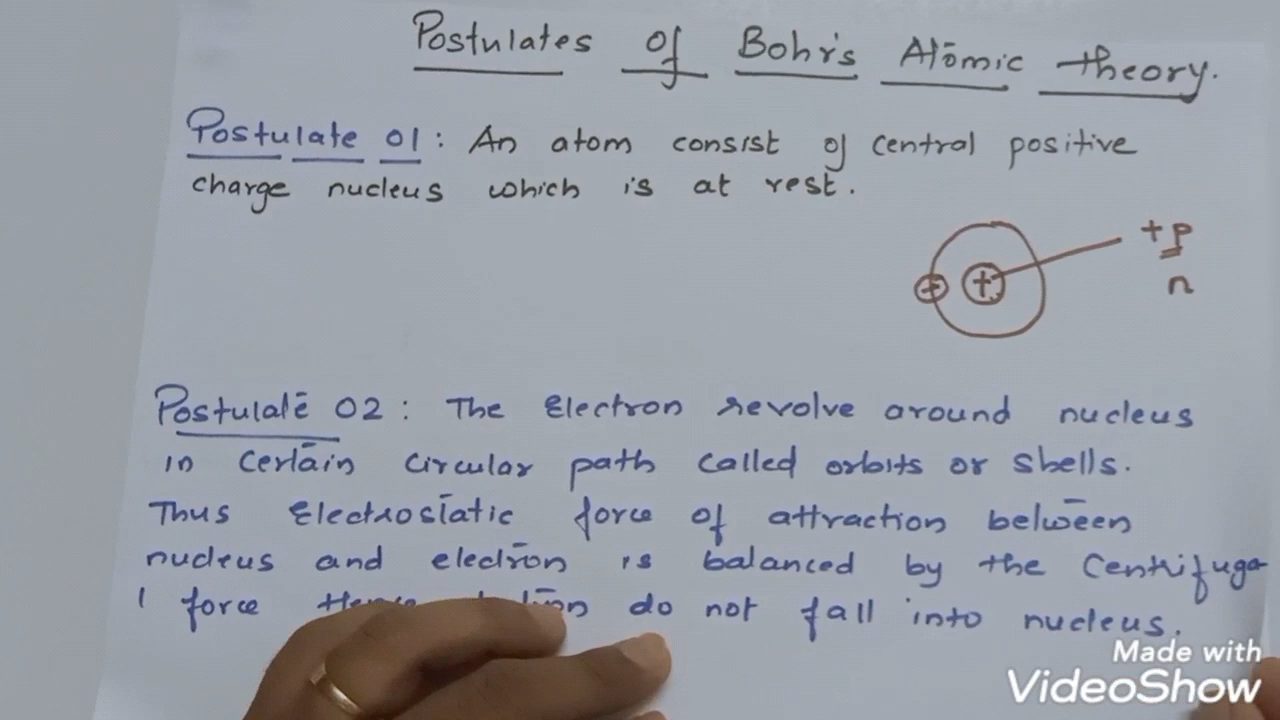 Postulates of Bohr's Atomic theory.
Postulate 01: An atom consist of central positive
charge nucleus which is at rest.
+p
n
+
Postulate 02: The Electron revolve around nucleus
in certain circular path called orbits or shells.
Thus Electrostatic force of attraction between
nucleus and electron is balanced by the Centrifuga
l force do not fall into nucleus.
Made with
VideoShow